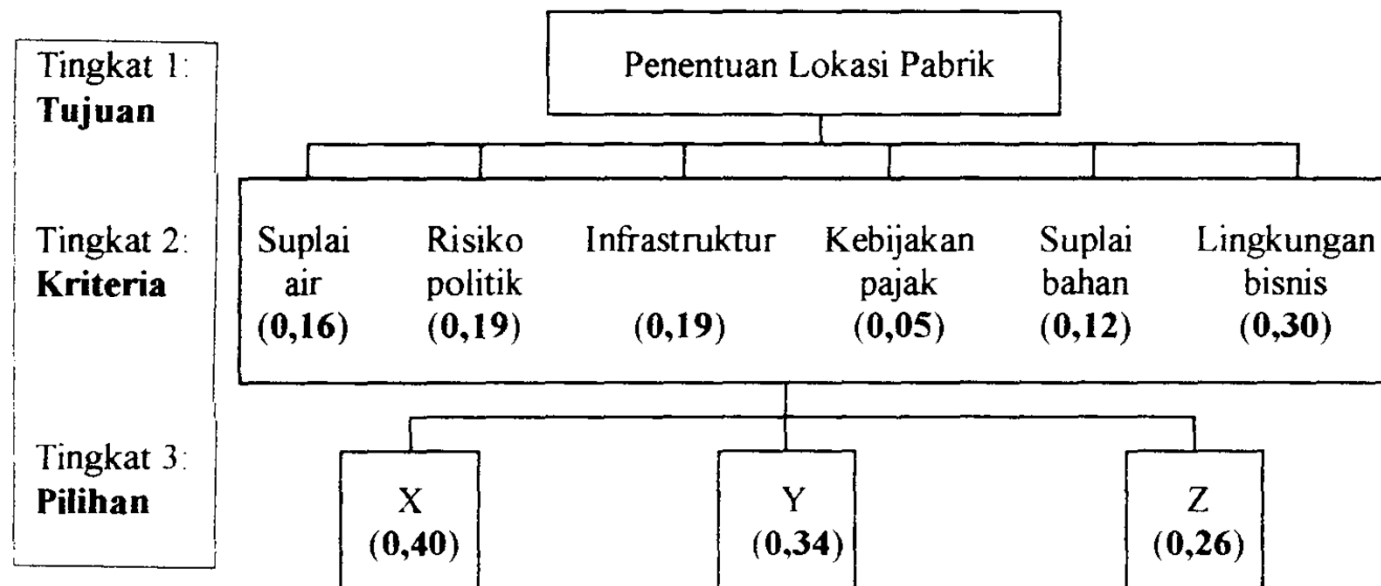 Tingkat 1:
Tujuan
Penentuan Lokasi Pabrik
Tingkat 2:
Kriteria
Suplai
air
(0,16)
Risiko
politik
(0,19)
Infrastruktur
(0,19)
Kebijakan
pajak
(0,05)
Suplai
bahan
(0,12)
Lingkungan
bisnis
(0,30)
Tingkat 3:
Pilihan
X
(0,40)
Y
(0,34)
Z
(0,26)